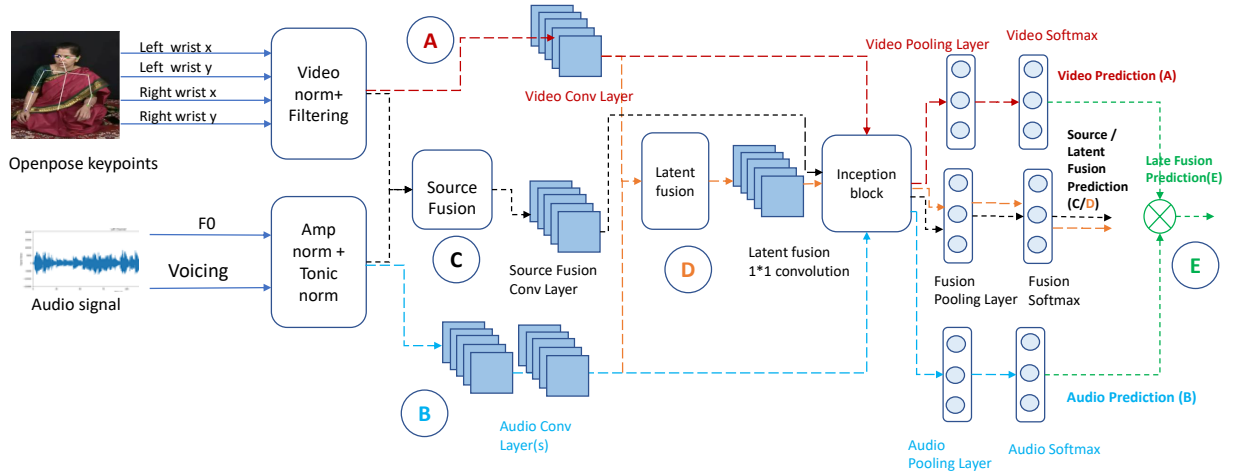 Left wrist x
Left wrist y
Right wrist x
Right wrist y
Openpose keypoints
Video
norm+
Filtering
A
Video Conv Layer
Video Pooling Layer
Video Softmax
Video Prediction (A)
F0
Voicing
Audio signal
Amp
norm +
Tonic
norm
Source
Fusion
C
Source Fusion
Conv Layer
Latent
fusion
D
Latent fusion
1*1 convolution
Inception
block
Source /
Latent
Fusion
Prediction
(C/D)
Fusion
Pooling Layer
Fusion
Softmax
Late Fusion
Prediction(E)
E
B
Audio Conv
Layer(s)
Audio Prediction (B)
Audio
Pooling Layer
Audio Softmax